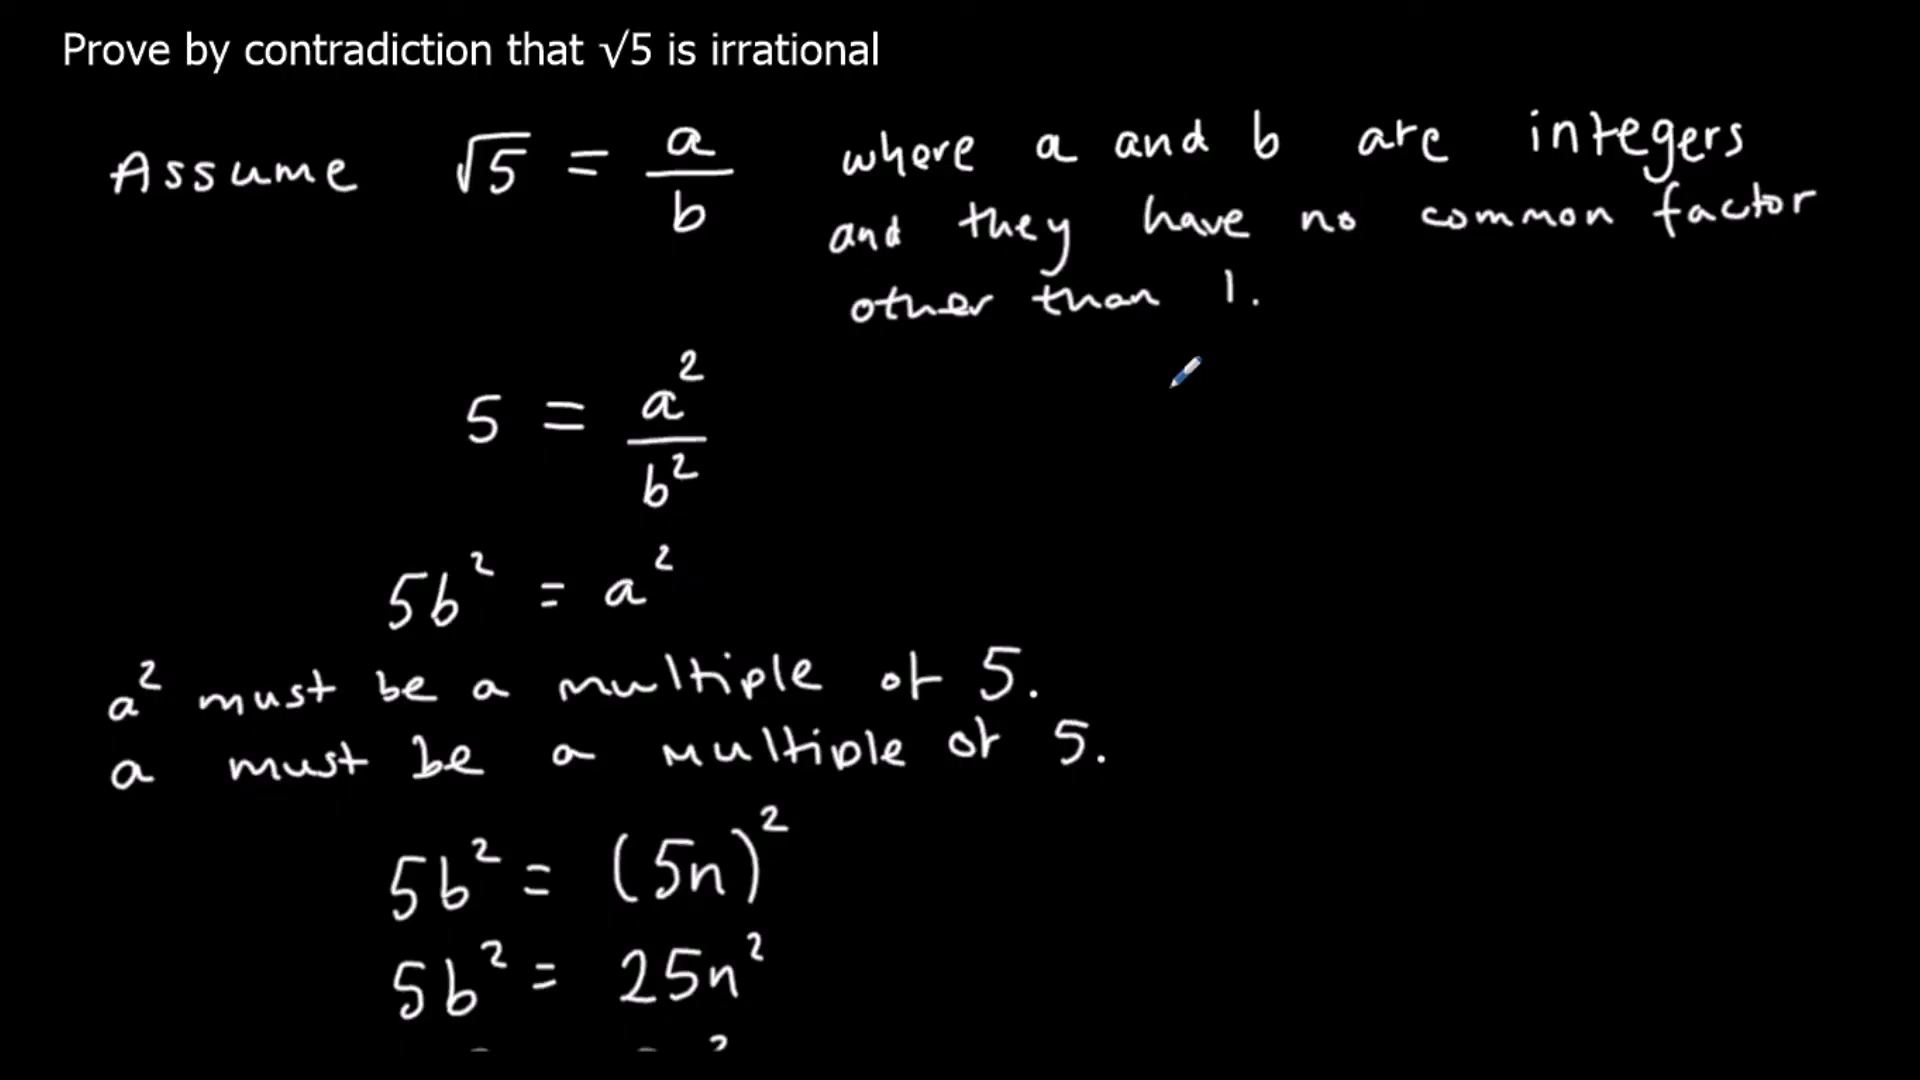 Prove by contradiction that √5 is irrational
Assume √5 = a/b where a and b are integers
and they have no common factor
other than 1.
5 = a²/b²
5b² = a²
a² must be a multiple of 5.
a must be a multiple of 5.
5b² = (5n)²
5b² = 25n²